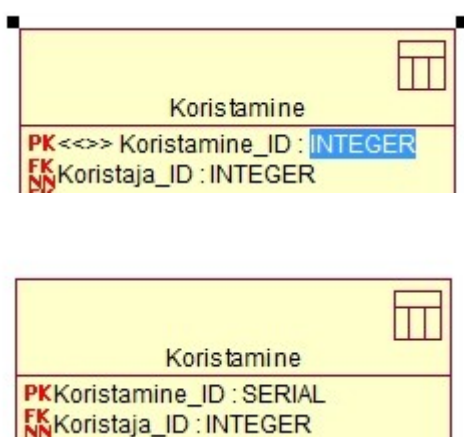 Koristamine
PK<<>> Koristamine_ID : INTEGER
FK
NN Koristaja_ID : INTEGER
Koristamine
PK Koristamine_ID : SERIAL
FK
NN Koristaja_ID : INTEGER